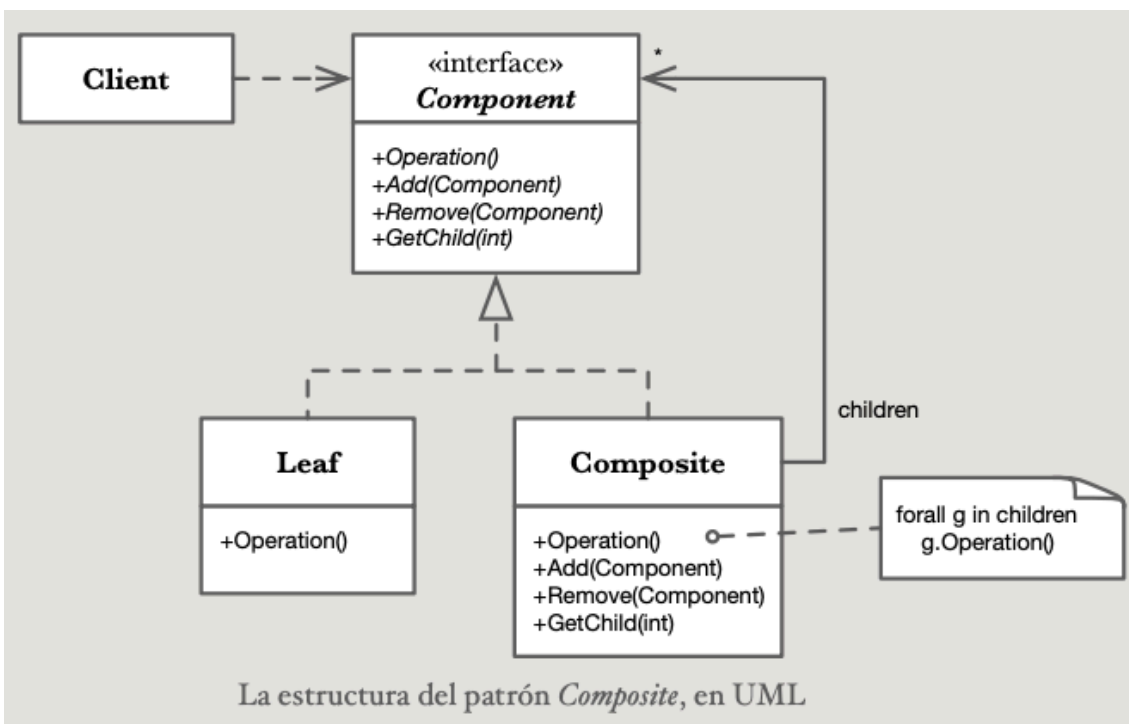 Client
«interface»
Component
*
+Operation()
+Add(Component)
+Remove(Component)
+GetChild(int)
children
Leaf
+Operation()
Composite
+Operation()
+Add(Component)
+Remove(Component)
+GetChild(int)
forall g in children
g.Operation()
La estructura del patrón Composite, en UML